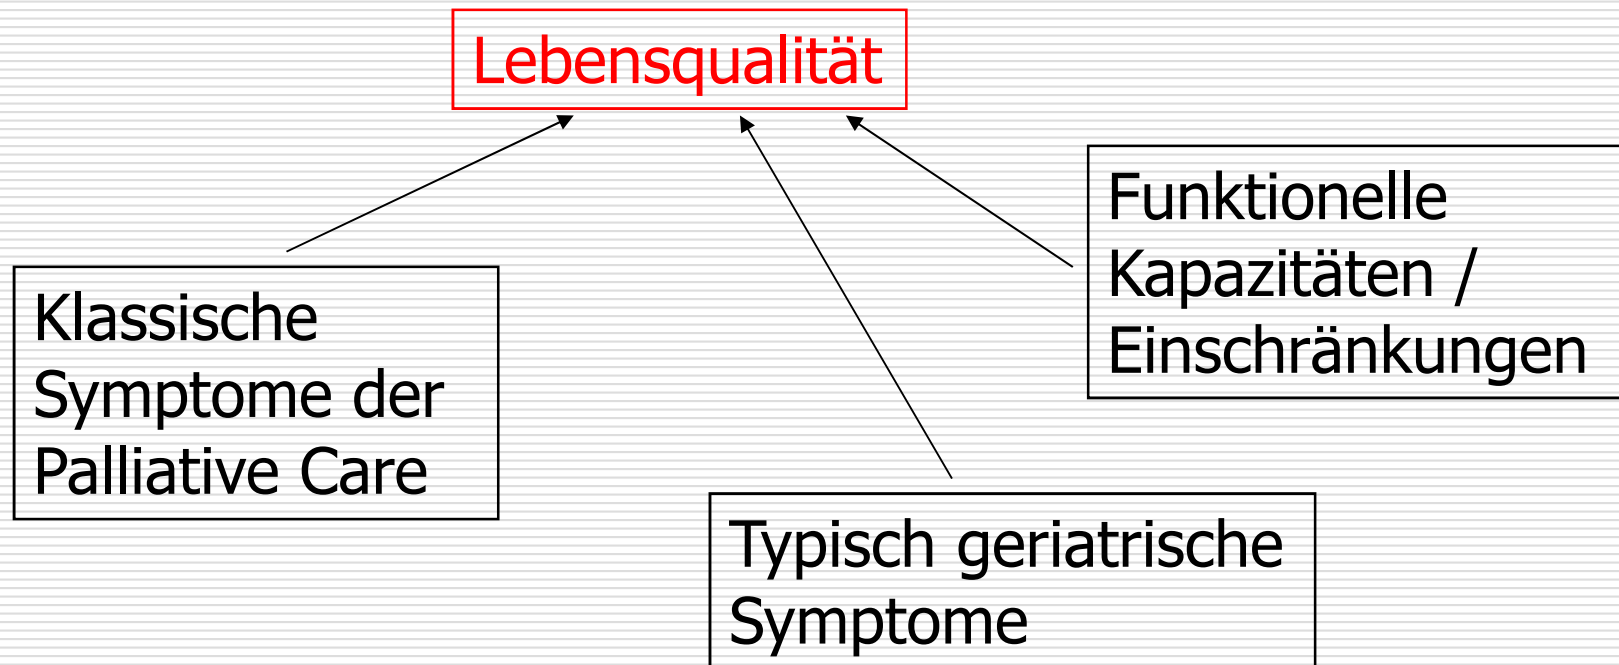 Lebensqualität
Funktionelle
Kapazitäten /
Einschränkungen
Klassische
Symptome der
Palliative Care
Typisch geriatrische
Symptome